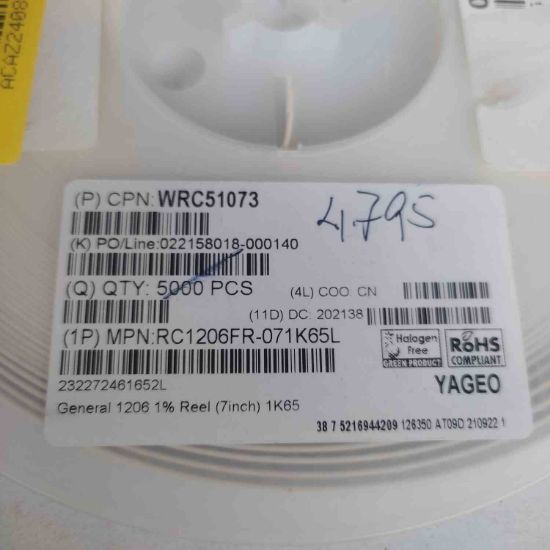 ACAZ2408
(P) CPN:WRC51073
4795
(K) PO/Line:022158018-000140
(Q) QTY: 5000 PCS (4L) COO CN
(11D) DC: 202138
(1P) MPN:RC1206FR-071K65L
Halogen Free GREEN PRODUCT
RoHS COMPLIANT
232272461652L
YAGEO
General 1206 1% Reel (7inch) 1K65
38 7 5216944209 126350 AT09D 210922 1